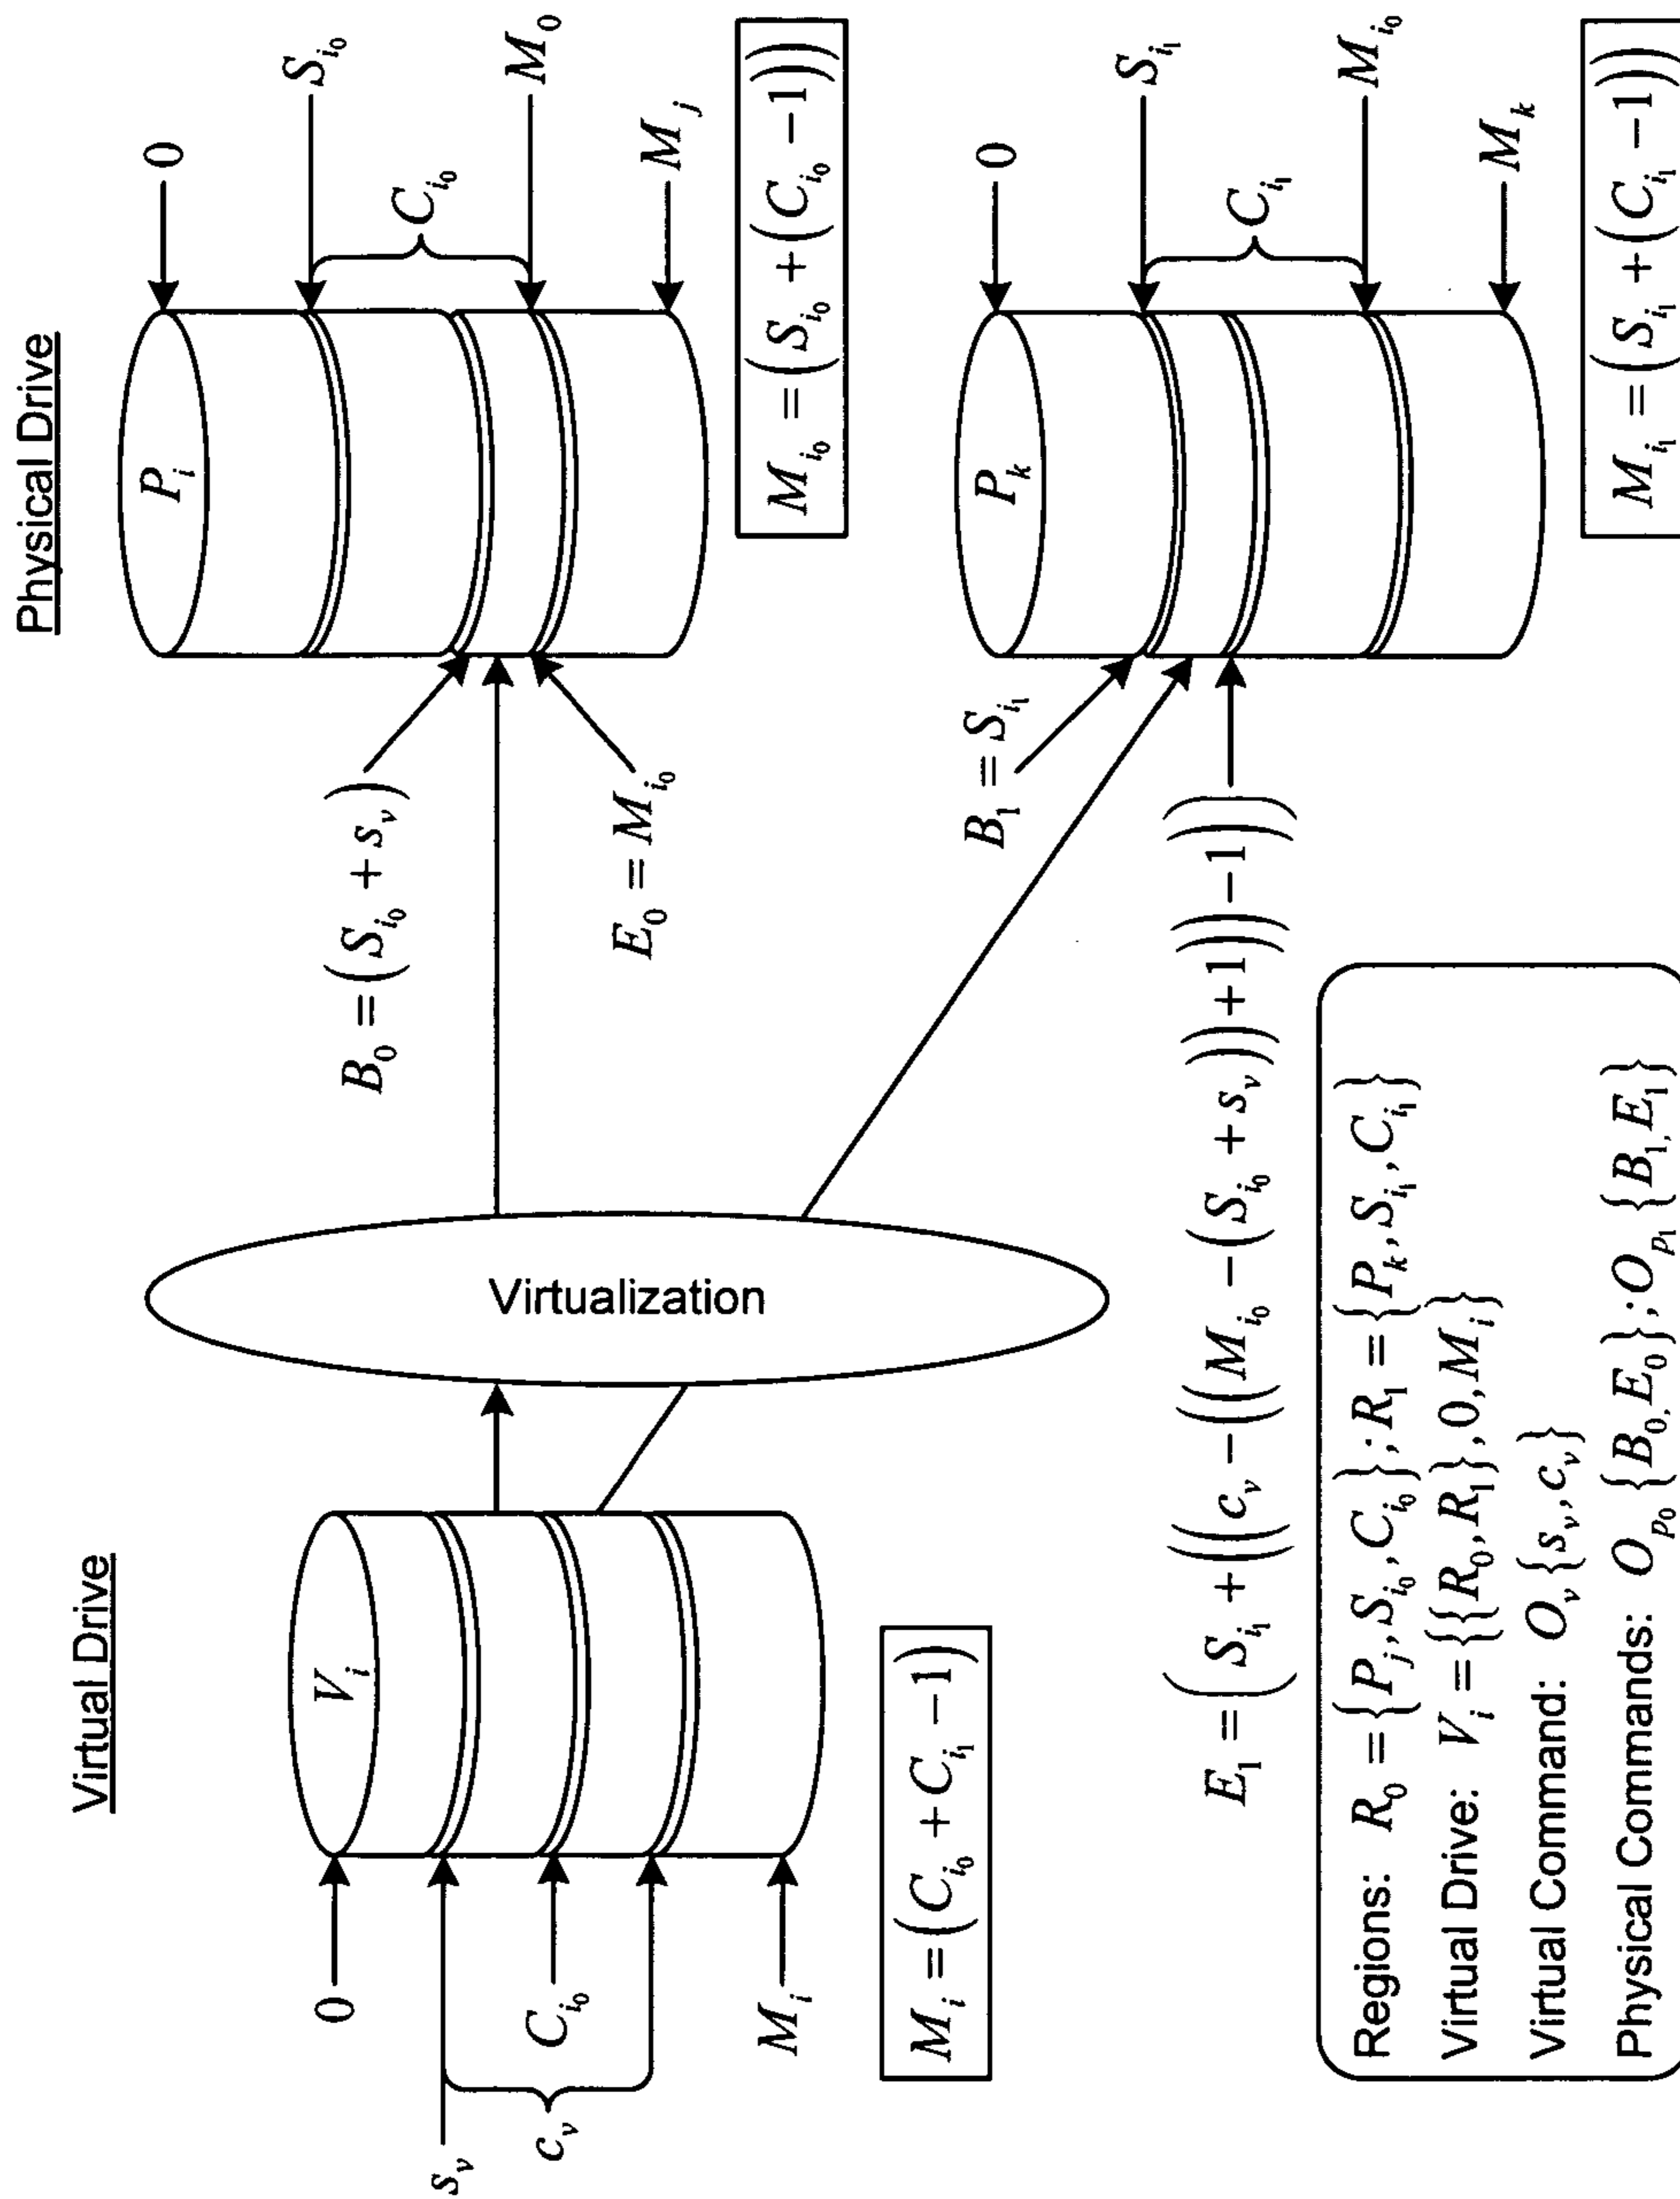 Virtual Drive
Physical Drive
V_i
0
s_v
C_{i_0}
c_v
M_i
M_i = (C_{i_0} + C_{i_1} - 1)
Virtualization
P_i
0
S_{i_0}
C_{i_0}
M_0
M_j
M_{i_0} = (S_{i_0} + (C_{i_0} - 1))
B_0 = (S_{i_0} + s_v)
E_0 = M_{i_0}
P_k
0
S_{i_1}
C_{i_1}
M_{i_0}
M_k
M_{i_1} = (S_{i_1} + (C_{i_1} - 1))
B_1 = S_{i_1}
E_1 = (S_{i_1} + (((c_v - ((M_{i_0} - (S_{i_0} + s_v)) + 1)) - 1))
Regions: R_0 = {P_j, S_{i_0}, C_{i_0}}; R_1 = {P_k, S_{i_1}, C_{i_1}}
Virtual Drive: V_i = {{R_0, R_1}, 0, M_i}
Virtual Command: O_v {s_v, c_v}
Physical Commands: O_{p_0} {B_0, E_0}; O_{p_1} {B_1, E_1}